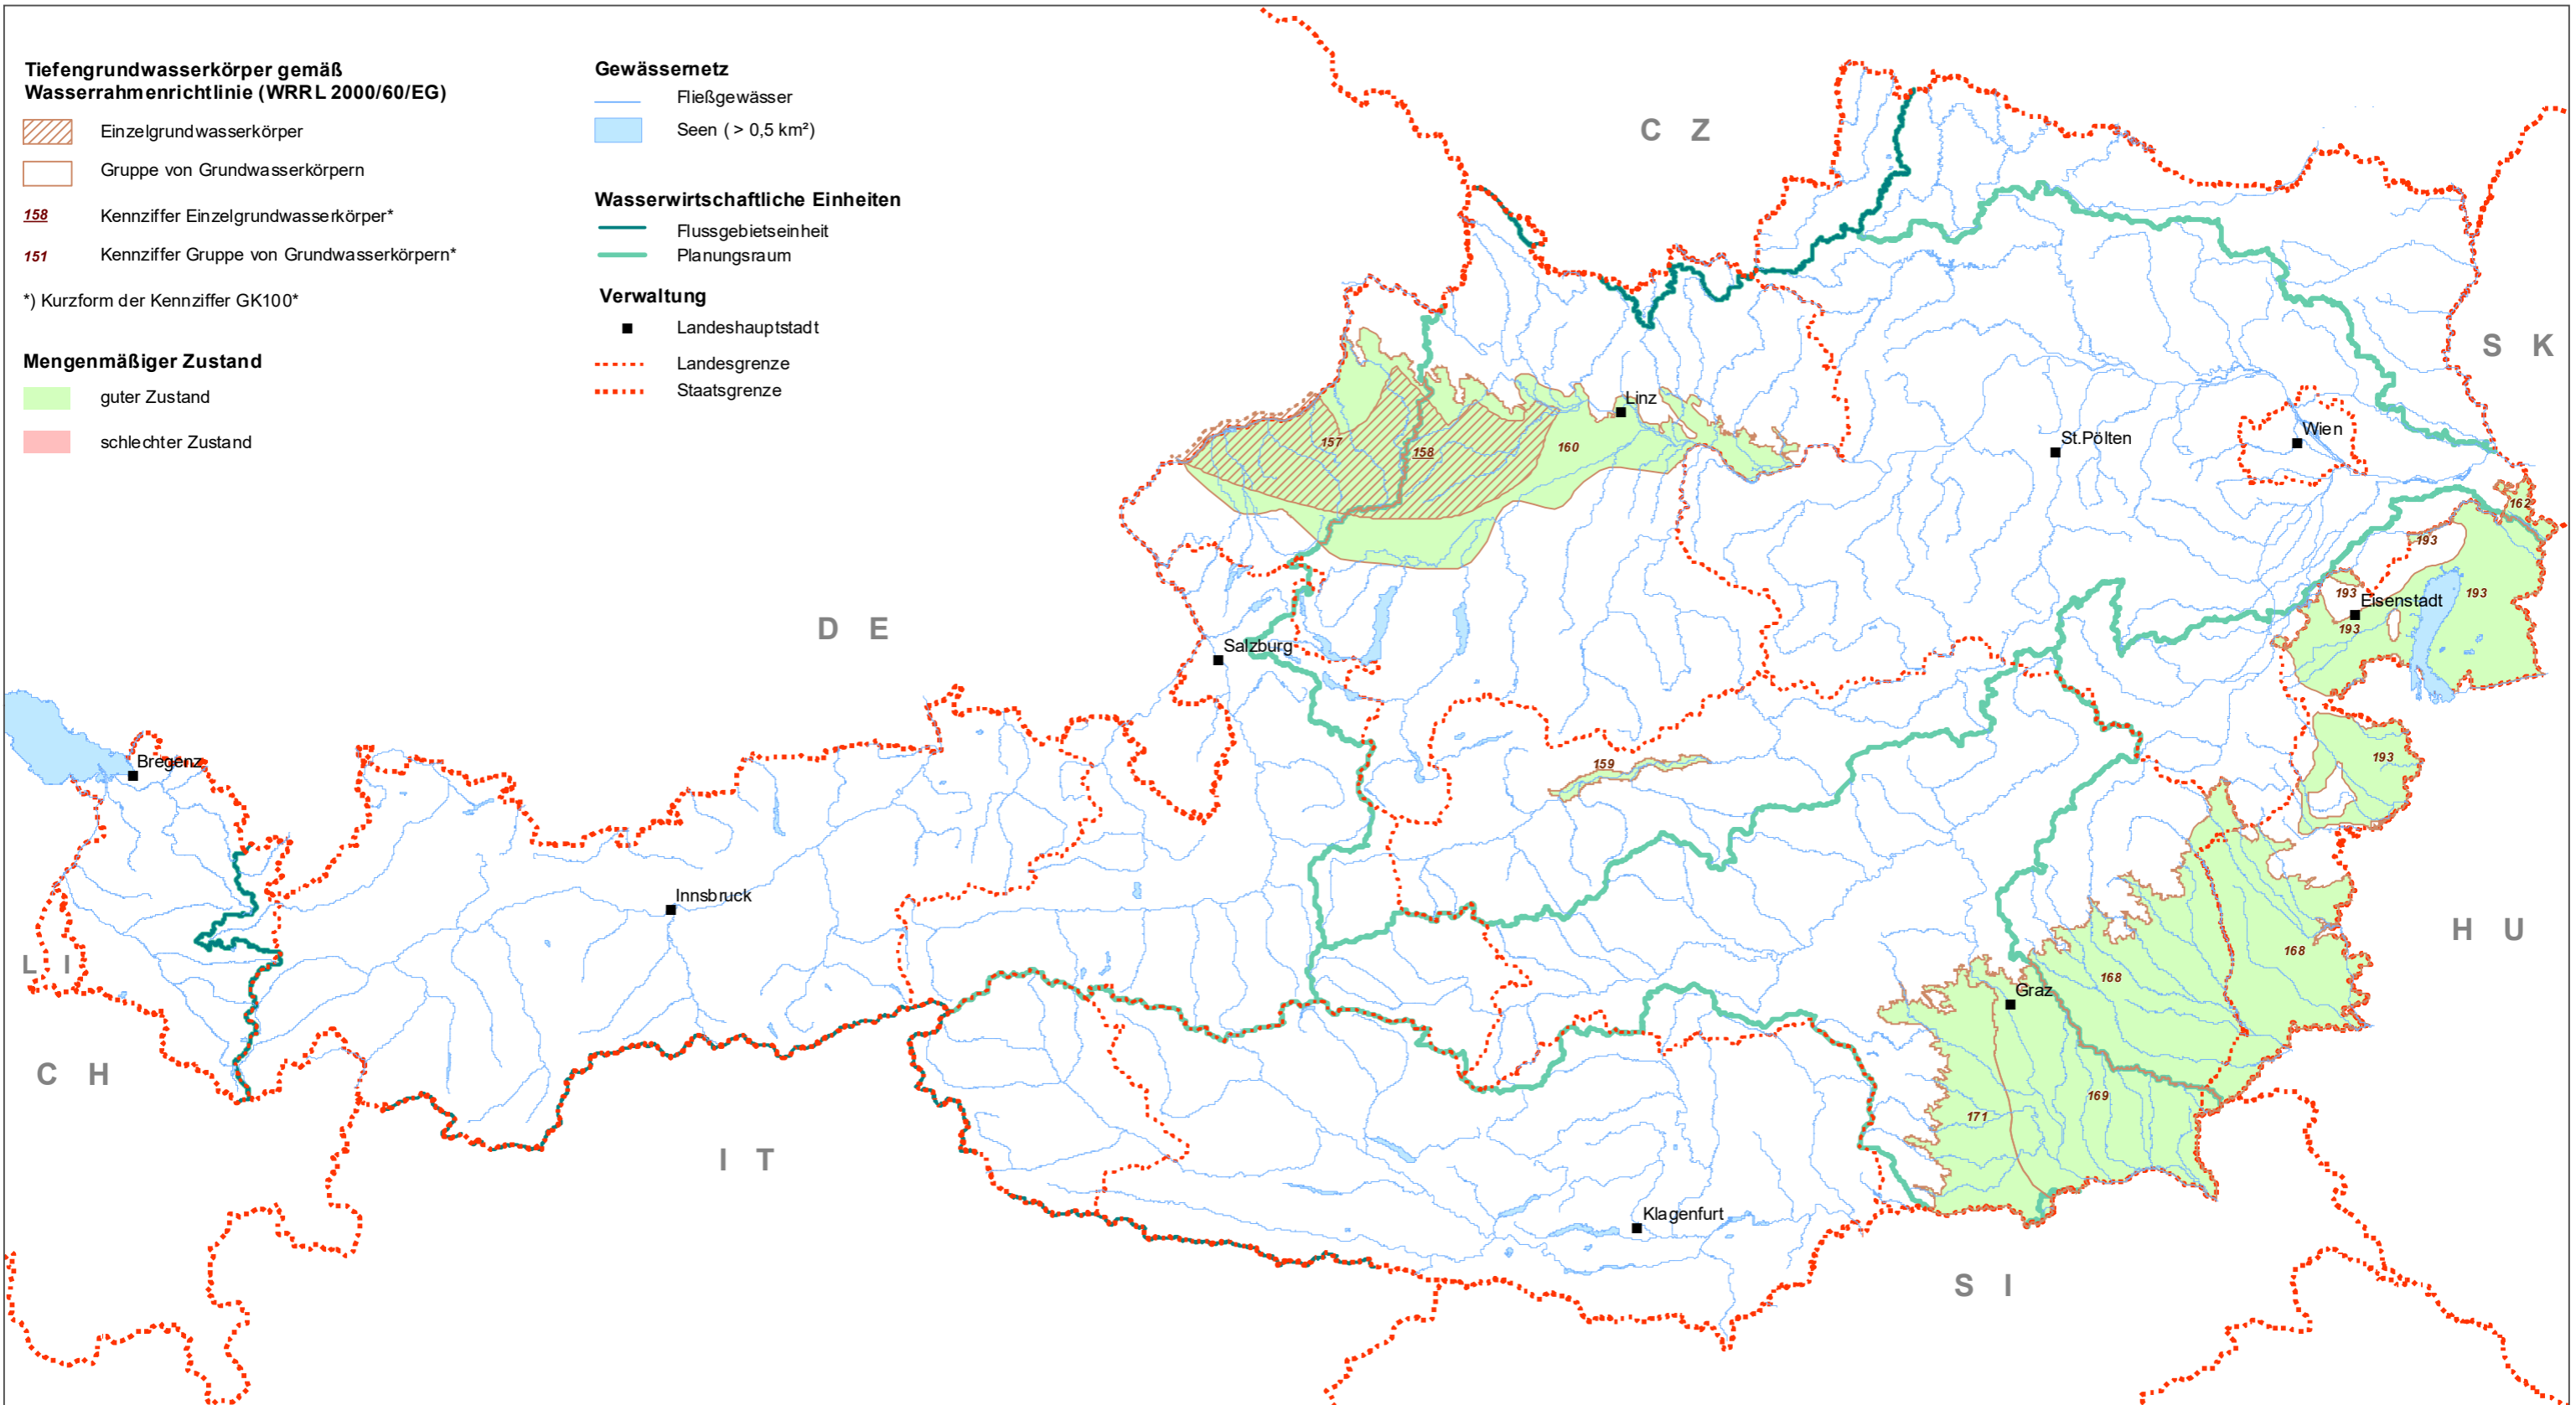 Tiefengrundwasserkörper gemäß
Wasserrahmenrichtlinie (WRRL 2000/60/EG)
Einzelgrundwasserkörper
Gruppe von Grundwasserkörpern
158 Kennziffer Einzelgrundwasserkörper*
151 Kennziffer Gruppe von Grundwasserkörpern*
*) Kurzform der Kennziffer GK100*
Mengenmäßiger Zustand
guter Zustand
schlechter Zustand
Gewässernetz
Fließgewässer
Seen ( > 0,5 km²)
Wasserwirtschaftliche Einheiten
Flussgebietseinheit
Planungsraum
Verwaltung
Landeshauptstadt
Landesgrenze
Staatsgrenze
C Z
S K
Linz
157
158
160
St.Pölten
Wien
162
193
193
193
Eisenstadt
193
D E
Salzburg
Bregenz
159
193
Innsbruck
L I
H U
168
168
Graz
C H
169
171
I T
Klagenfurt
S I